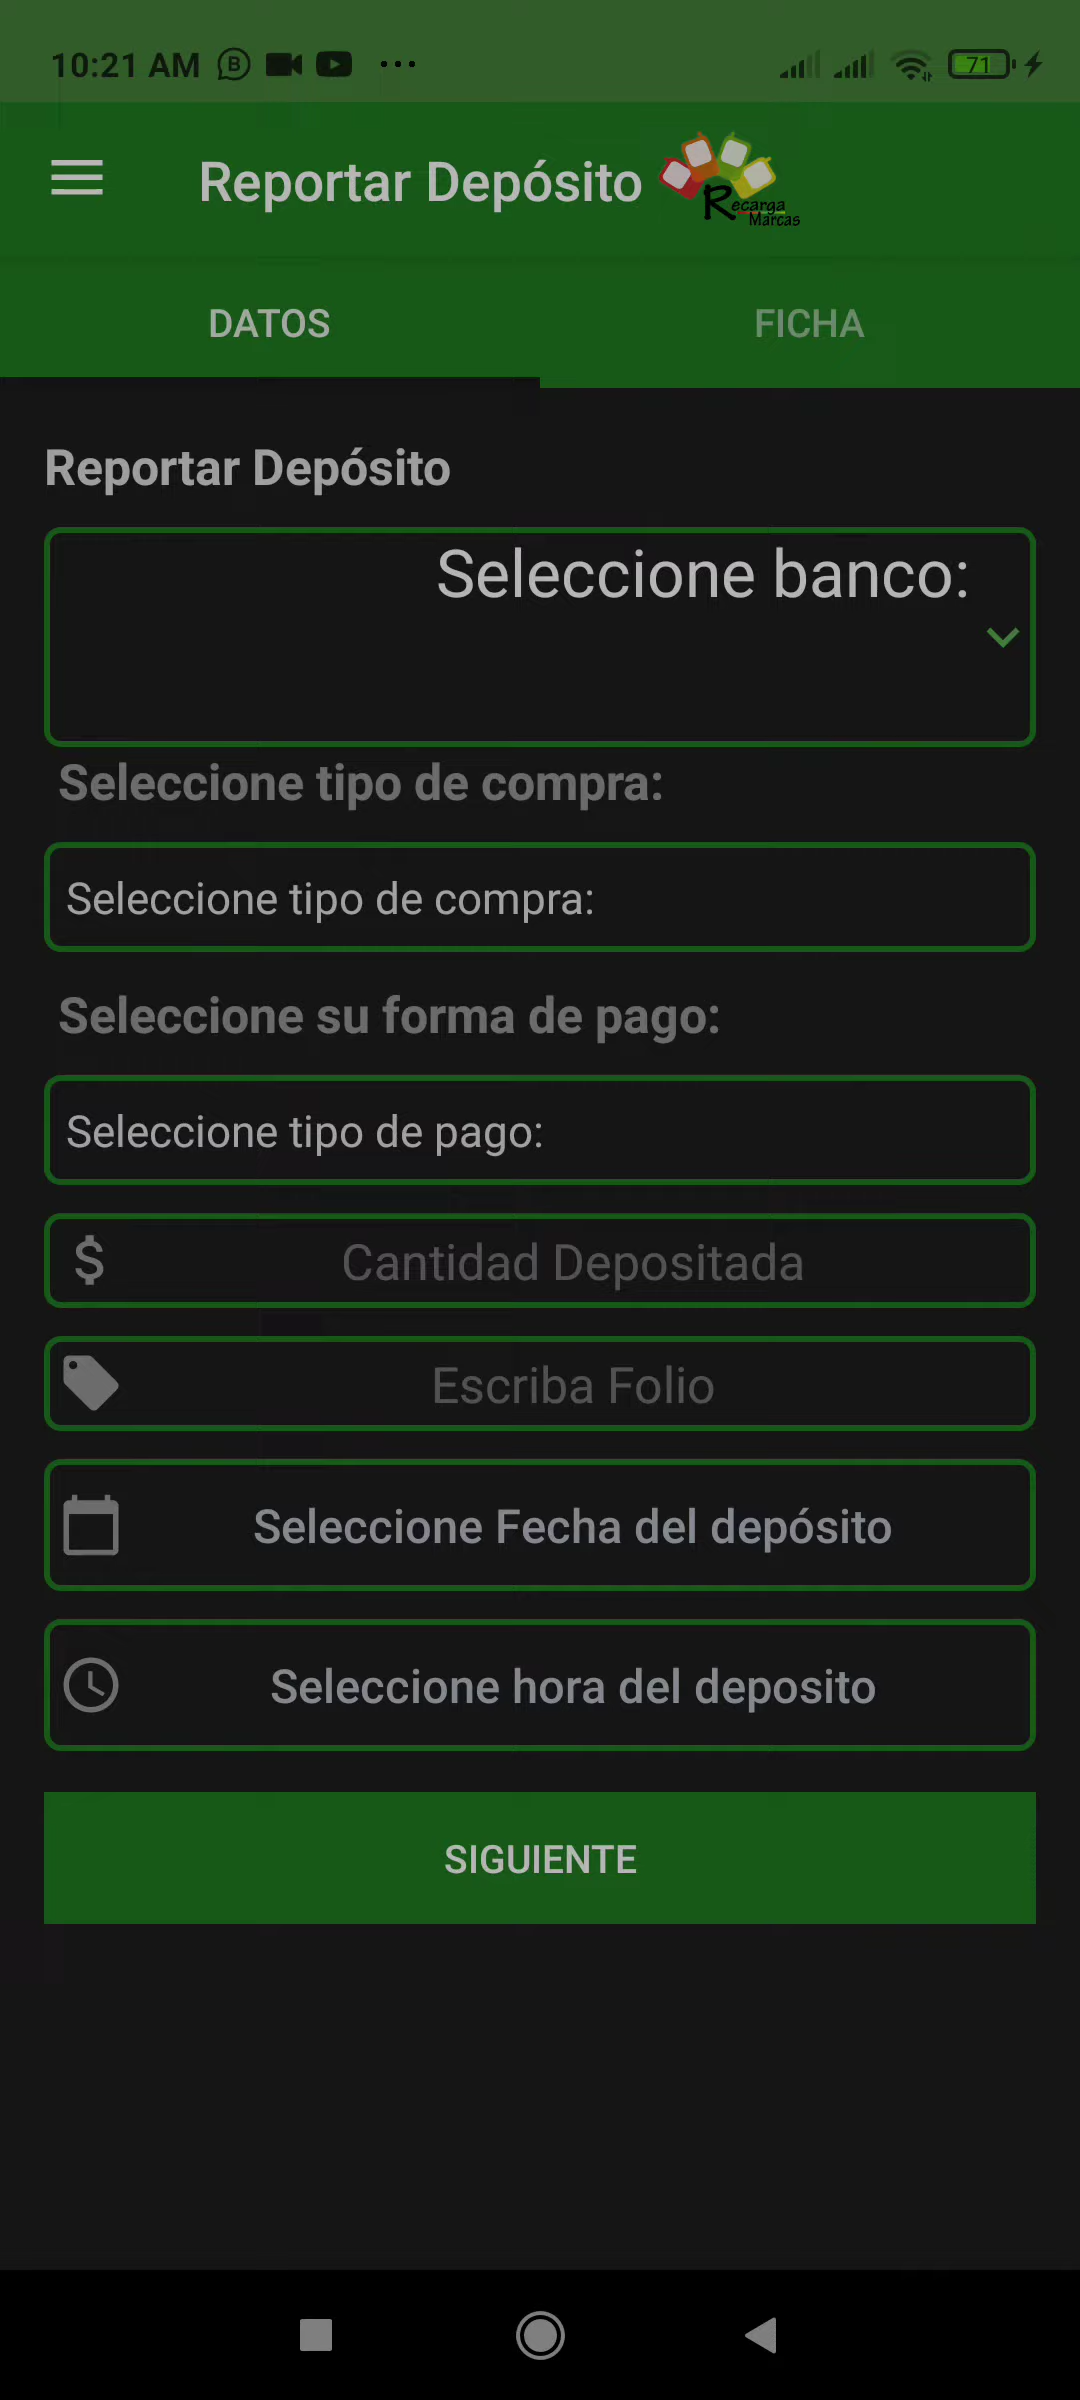 10:21 AM
71
Reportar Depósito
Recarga
Marcas
DATOS
FICHA
Reportar Depósito
Seleccione banco:
Seleccione tipo de compra:
Seleccione tipo de compra:
Seleccione su forma de pago:
Seleccione tipo de pago:
$ Cantidad Depositada
Escriba Folio
Seleccione Fecha del depósito
Seleccione hora del deposito
SIGUIENTE